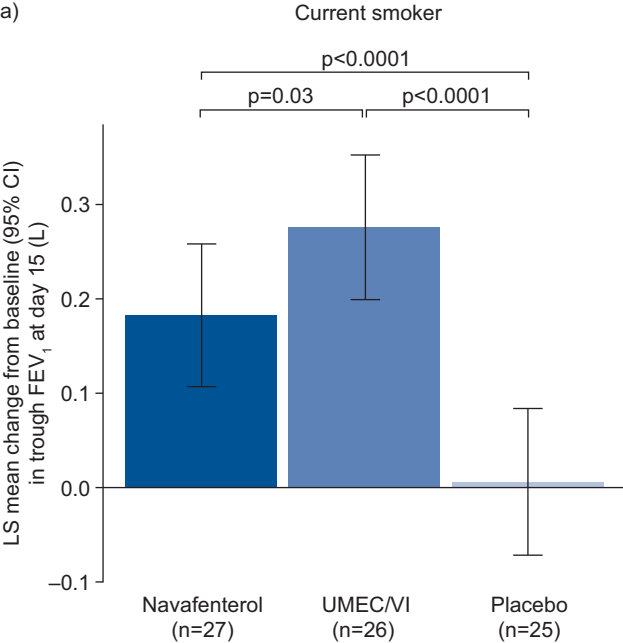 a)
Current smoker
p<0.0001
p=0.03
p<0.0001
LS mean change from baseline (95% CI)
in trough FEV₁ at day 15 (L)
0.3
0.2
0.1
0.0
–0.1
Navafenterol
(n=27)
UMEC/VI
(n=26)
Placebo
(n=25)